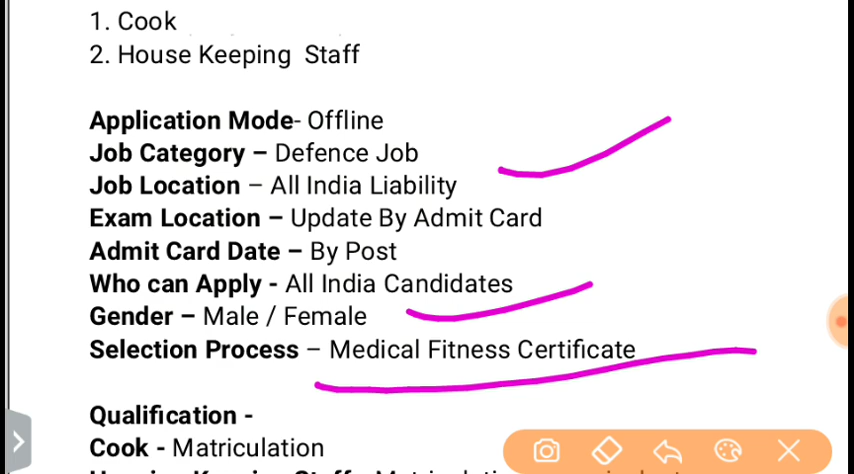 1. Cook
2. House Keeping Staff
Application Mode- Offline
Job Category – Defence Job
Job Location – All India Liability
Exam Location – Update By Admit Card
Admit Card Date – By Post
Who can Apply - All India Candidates
Gender – Male / Female
Selection Process – Medical Fitness Certificate
Qualification -
Cook - Matriculation